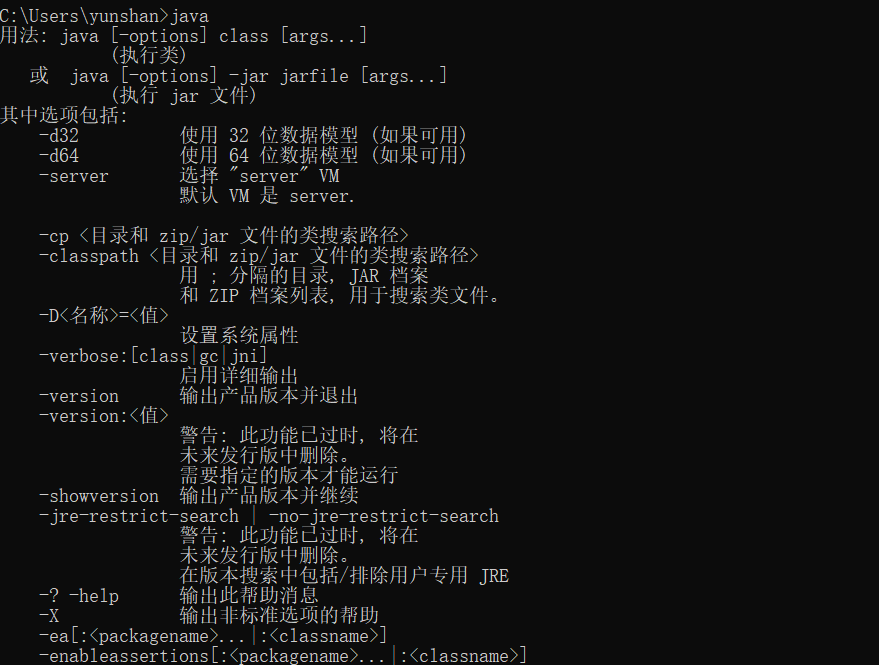 C:\Users\yunshan>java
用法: java [-options] class [args...]
(执行类)
或 java [-options] -jar jarfile [args...]
(执行 jar 文件)
其中选项包括:
-d32 使用 32 位数据模型 (如果可用)
-d64 使用 64 位数据模型 (如果可用)
-server 选择 "server" VM
默认 VM 是 server.
-cp <目录和 zip/jar 文件的类搜索路径>
-classpath <目录和 zip/jar 文件的类搜索路径>
用 ; 分隔的目录, JAR 档案
和 ZIP 档案列表, 用于搜索类文件。
-D<名称>=<值>
设置系统属性
-verbose:[class|gc|jni]
启用详细输出
-version 输出产品版本并退出
-version:<值>
警告: 此功能已过时, 将在
未来发行版中删除。
需要指定的版本才能运行
-showversion 输出产品版本并继续
-jre-restrict-search | -no-jre-restrict-search
警告: 此功能已过时, 将在
未来发行版中删除。
在版本搜索中包括/排除用户专用 JRE
-? -help 输出此帮助消息
-X 输出非标准选项的帮助
-ea[:<packagename>...|:<classname>]
-enableassertions[:<packagename>...|:<classname>]